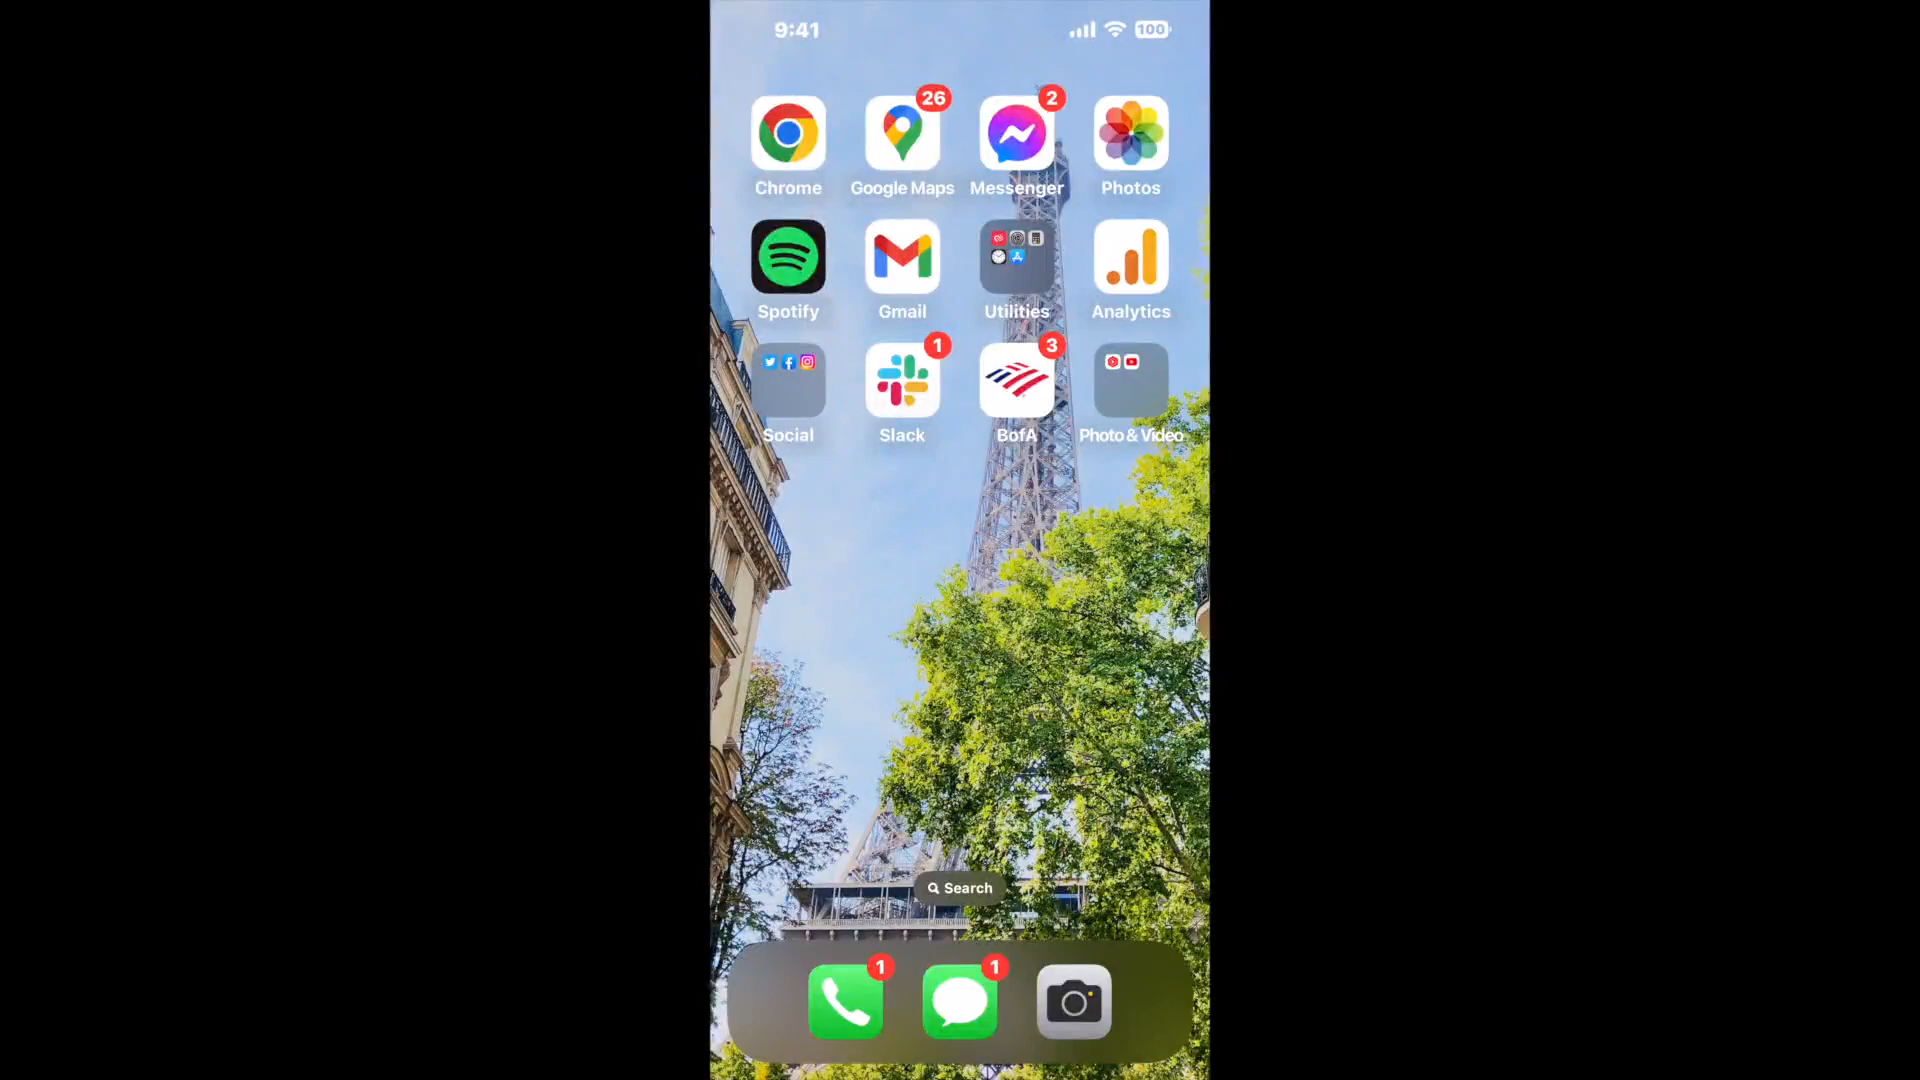 9:41
100
26
2
Chrome
Google Maps
Messenger
Photos
Spotify
Gmail
Utilities
Analytics
1
3
Social
Slack
BofA
Photo & Video
Search
1
1